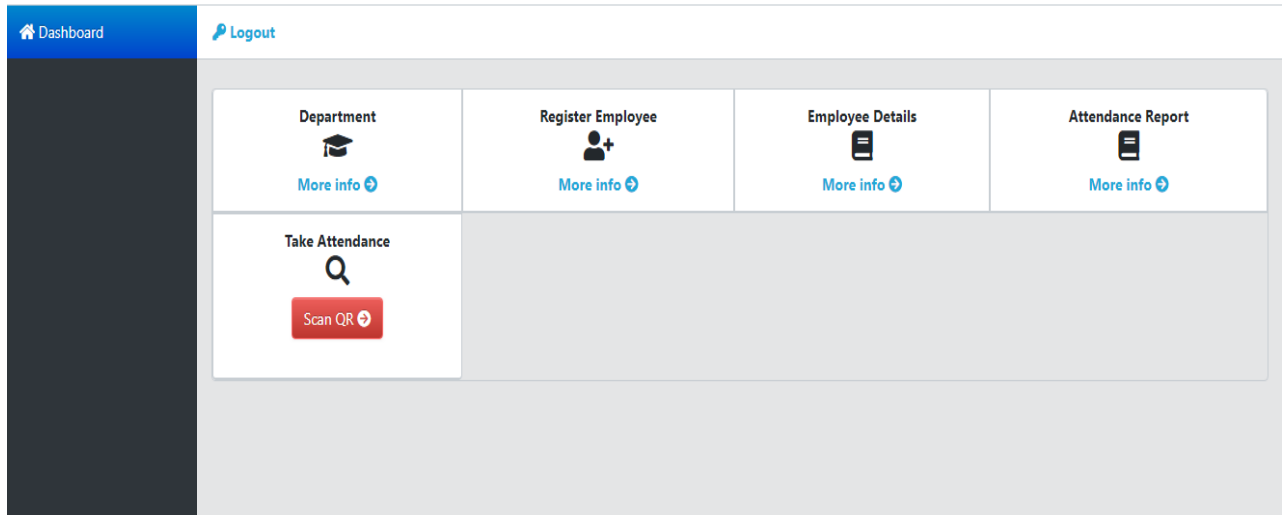 Dashboard
Logout
Department
More info
Register Employee
More info
Employee Details
More info
Attendance Report
More info
Take Attendance
Scan QR